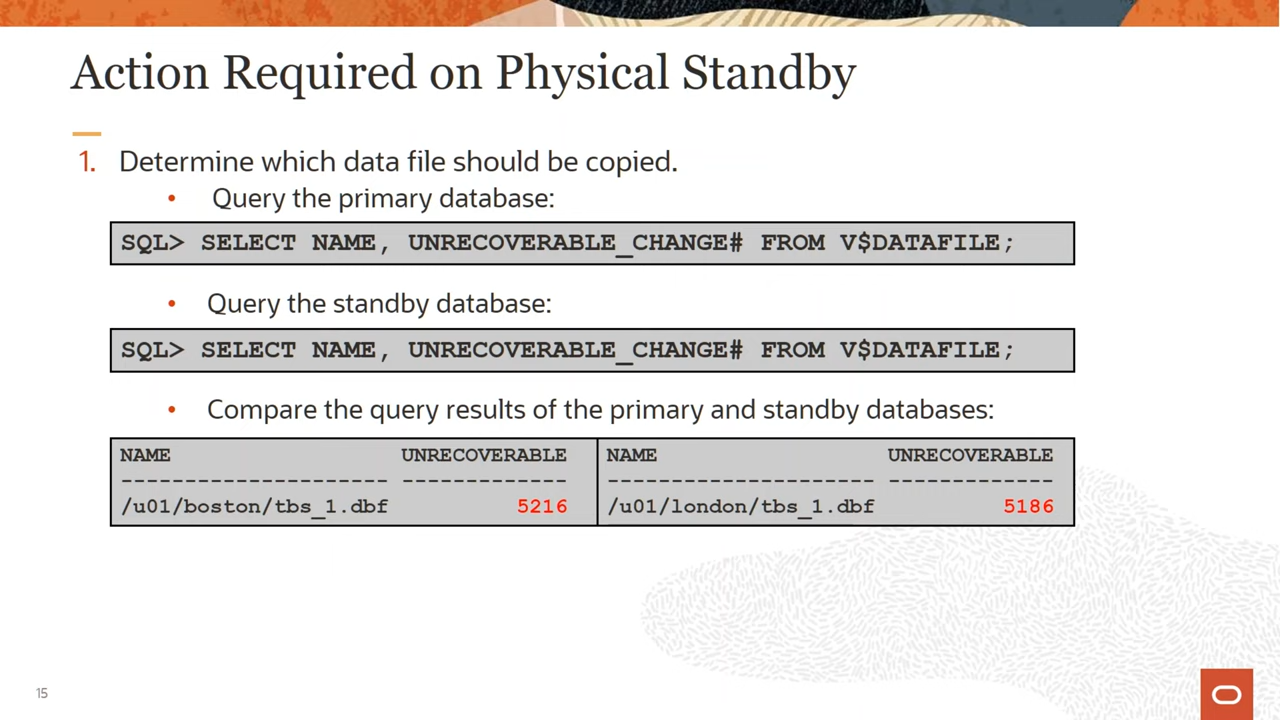 Action Required on Physical Standby
1. Determine which data file should be copied.
• Query the primary database:
SQL> SELECT NAME, UNRECOVERABLE_CHANGE# FROM V$DATAFILE;
• Query the standby database:
SQL> SELECT NAME, UNRECOVERABLE_CHANGE# FROM V$DATAFILE;
• Compare the query results of the primary and standby databases:
NAME UNRECOVERABLE NAME UNRECOVERABLE
--------------------- ------------- --------------------- -------------
/u01/boston/tbs_1.dbf 5216 /u01/london/tbs_1.dbf 5186
15